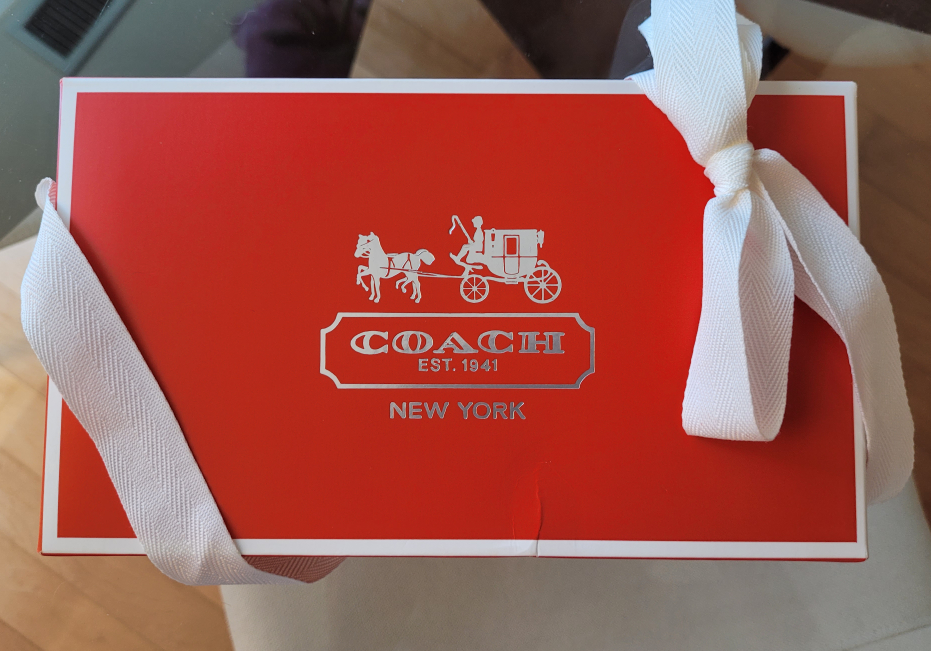 COACH
EST. 1941
NEW YORK